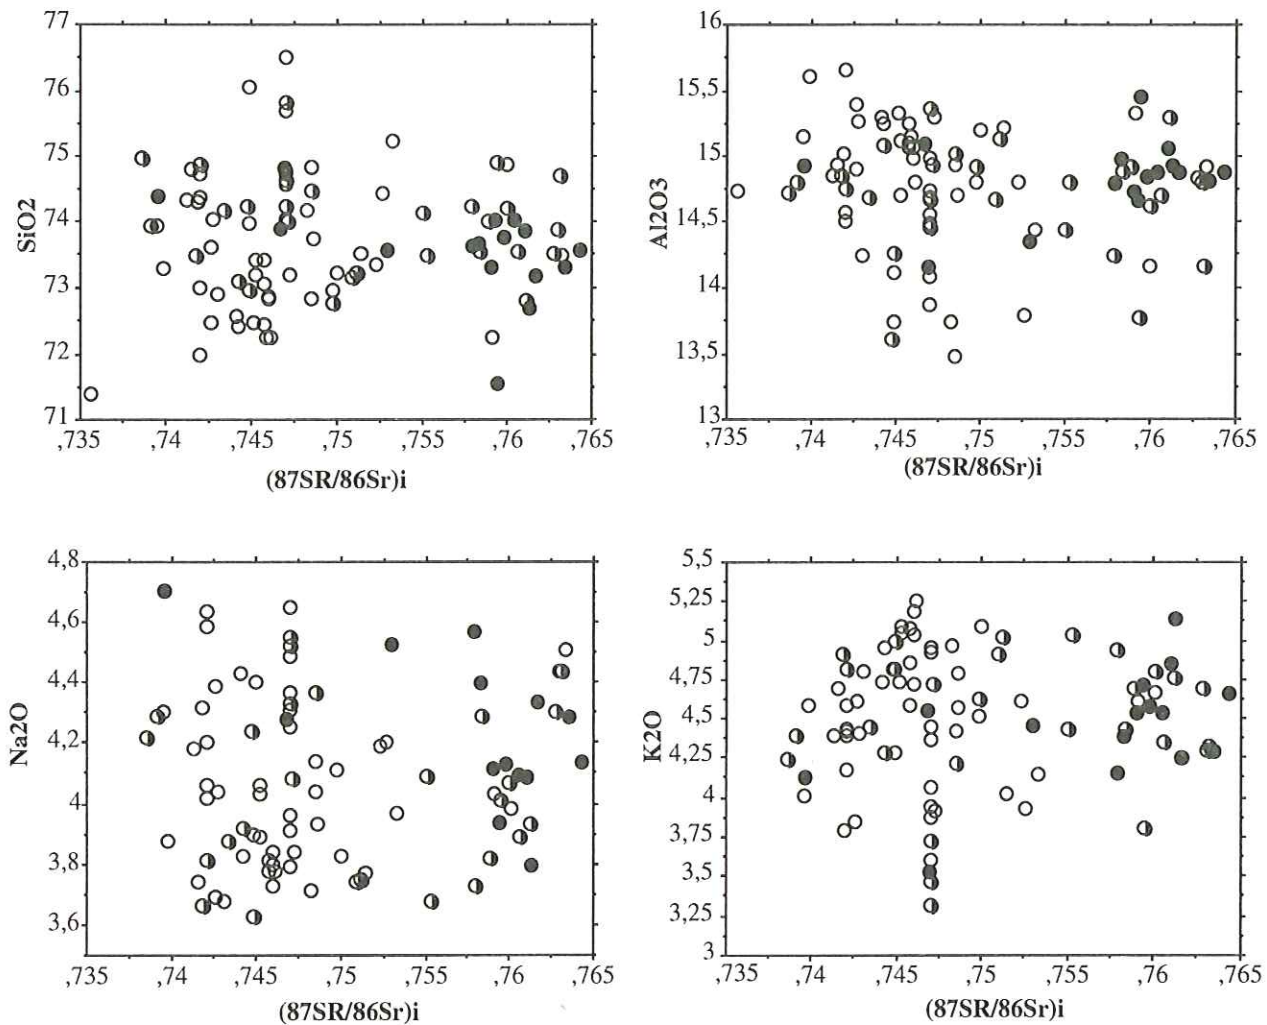 77
76
75
74
73
72
71
SiO2
,735 ,74 ,745 ,75 ,755 ,76 ,765
(87SR/86Sr)i
16
15,5
15
14,5
14
13,5
13
Al2O3
,735 ,74 ,745 ,75 ,755 ,76 ,765
(87SR/86Sr)i
4,8
4,6
4,4
4,2
4
3,8
3,6
Na2O
,735 ,74 ,745 ,75 ,755 ,76 ,765
(87SR/86Sr)i
5,5
5,25
5
4,75
4,5
4,25
4
3,75
3,5
3,25
3
K2O
,735 ,74 ,745 ,75 ,755 ,76 ,765
(87SR/86Sr)i